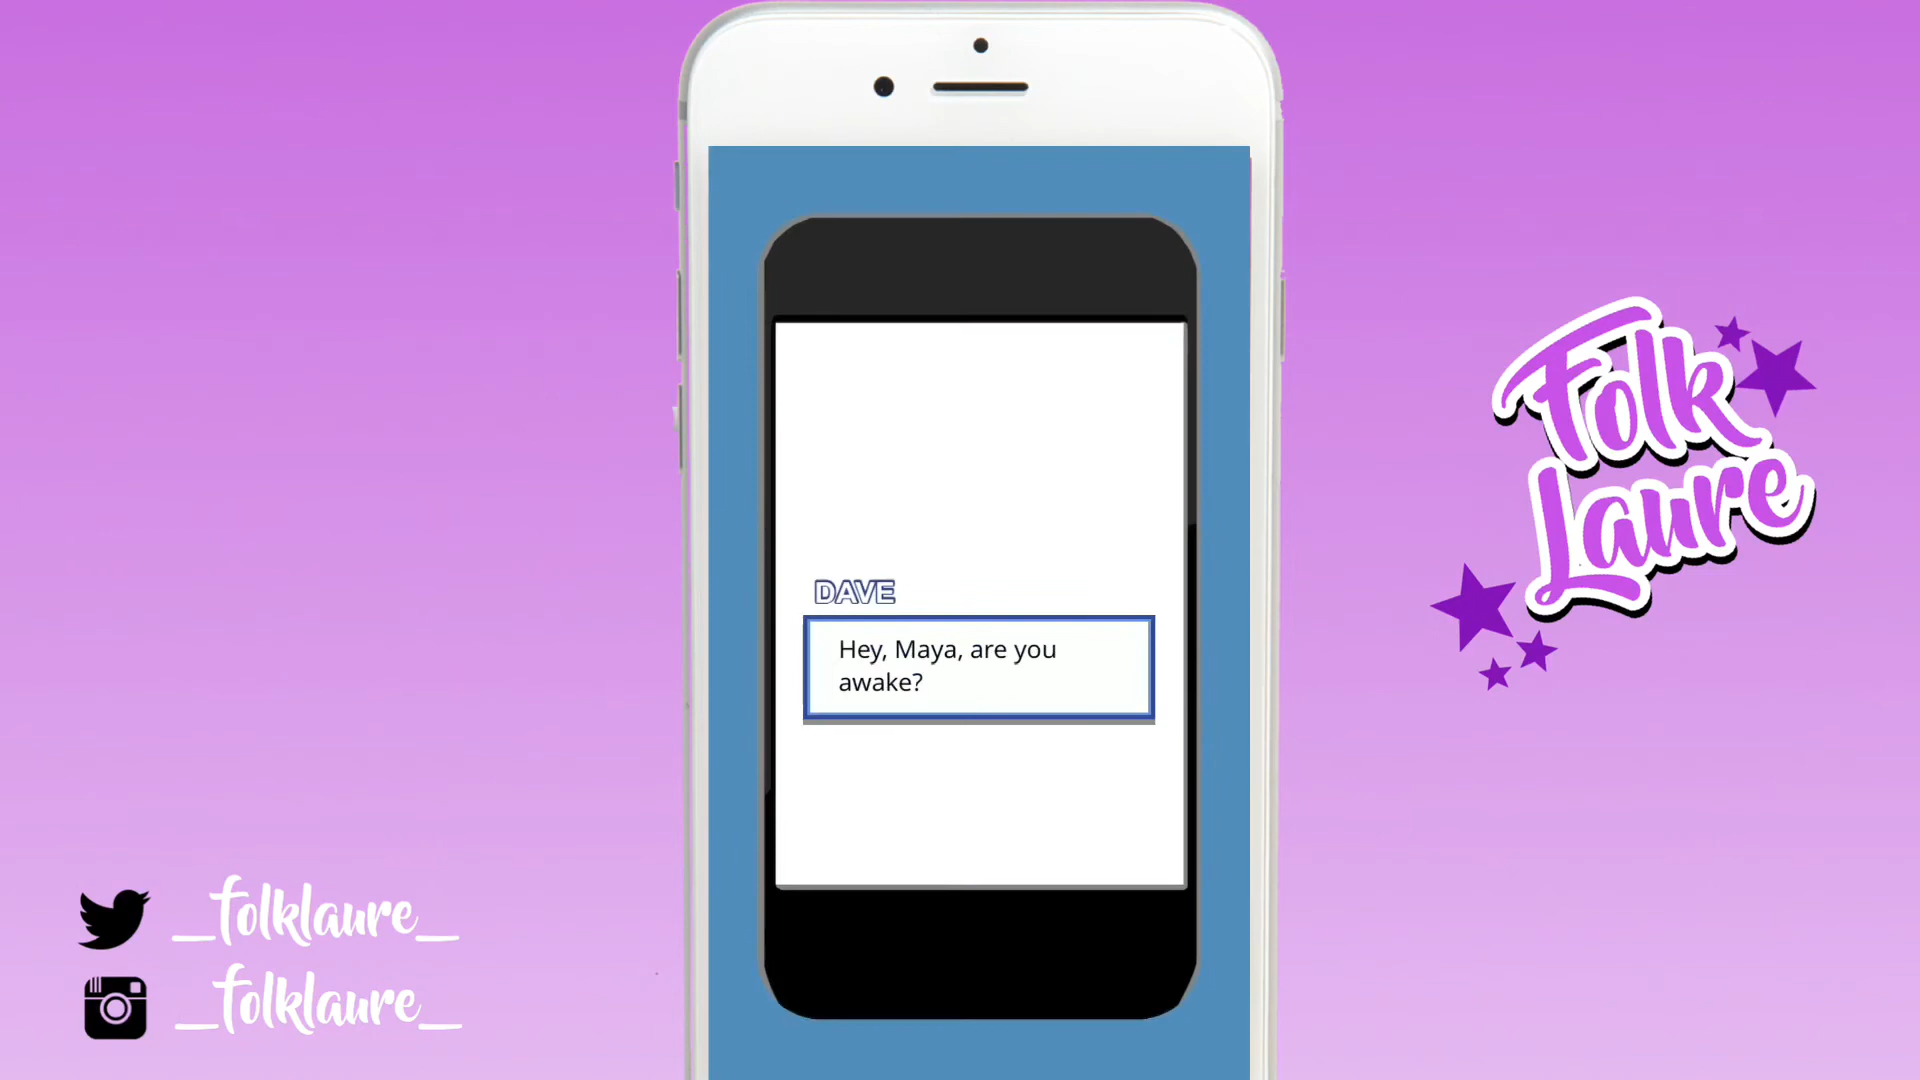 DAVE
Hey, Maya, are you
awake?
Folk
Laure
_folklaure_
_folklaure_